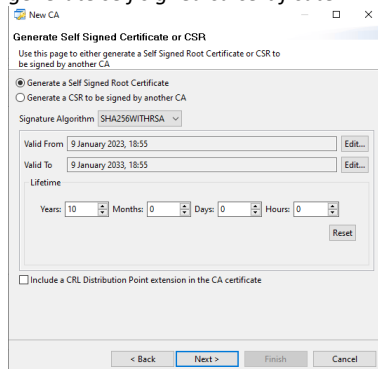 New CA
Generate Self Signed Certificate or CSR
Use this page to either generate a Self Signed Root Certificate or CSR to
be signed by another CA
Generate a Self Signed Root Certificate
Generate a CSR to be signed by another CA
Signature Algorithm SHA256WITHRSA
Valid From 9 January 2023, 18:55 Edit...
Valid To 9 January 2033, 18:55 Edit...
Lifetime
Years: 10 Months: 0 Days: 0 Hours: 0
Reset
Include a CRL Distribution Point extension in the CA certificate
< Back Next > Finish Cancel